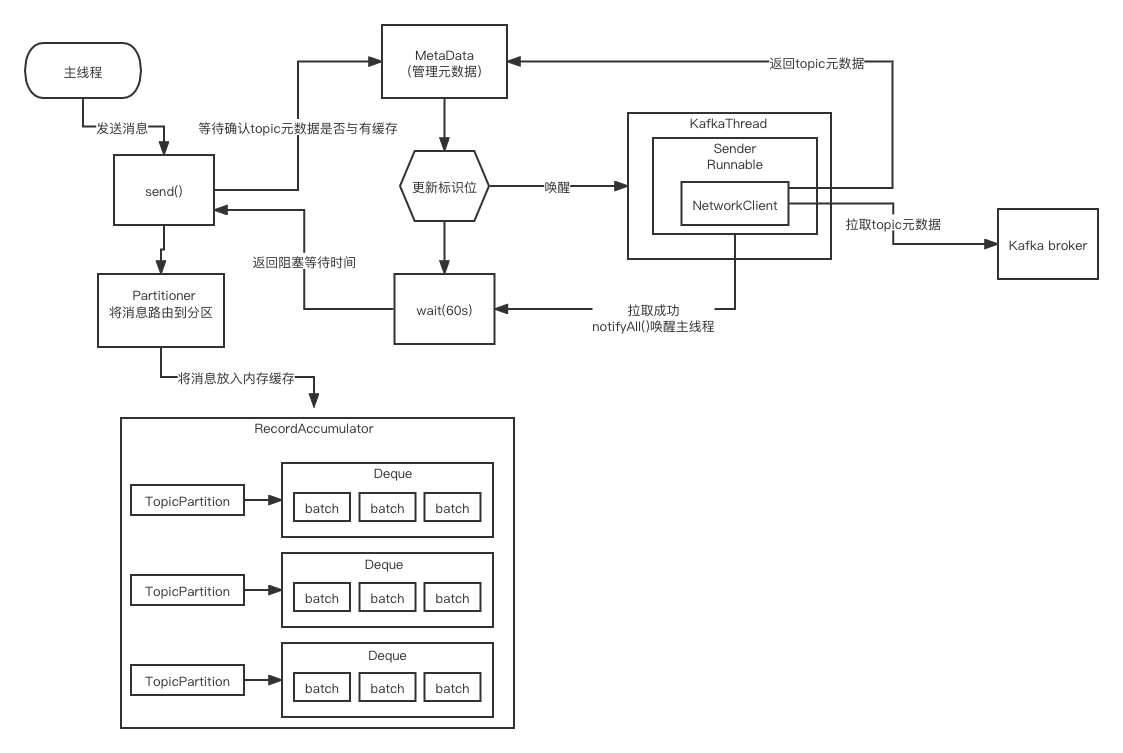 主线程
发送消息
send()
等待确认topic元数据是否与有缓存
MetaData
(管理元数据)
更新标识位
唤醒
KafkaThread
Sender
Runnable
NetworkClient
返回topic元数据
拉取topic元数据
Kafka broker
拉取成功
notifyAll()唤醒主线程
wait(60s)
返回阻塞等待时间
Partitioner
将消息路由到分区
将消息放入内存缓存
RecordAccumulator
TopicPartition
Deque
batch
batch
batch
TopicPartition
Deque
batch
batch
batch
TopicPartition
Deque
batch
batch
batch